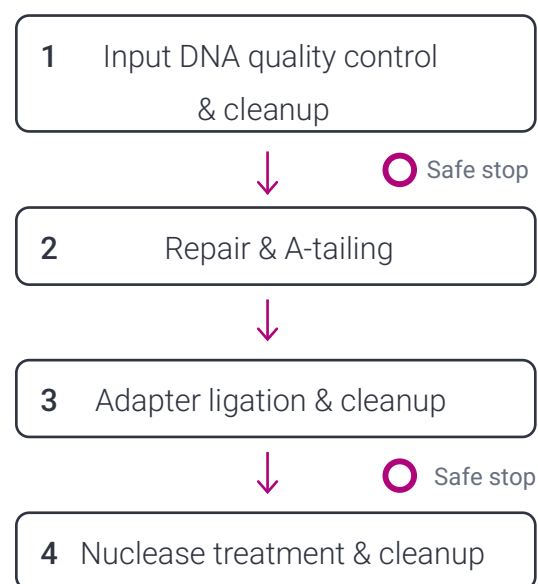 1 Input DNA quality control
& cleanup
Safe stop
2 Repair & A-tailing
3 Adapter ligation & cleanup
Safe stop
4 Nuclease treatment & cleanup